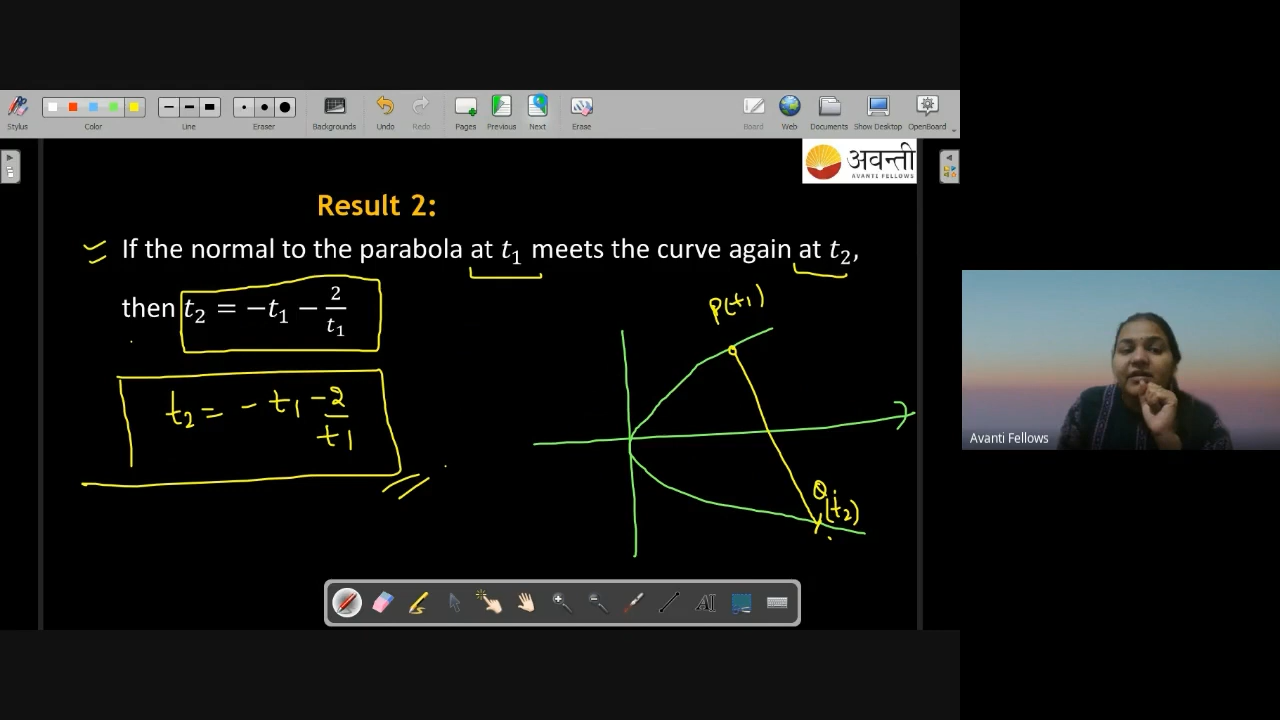 Stylus Color Line Eraser Backgrounds Undo Redo Pages Previous Next Erase Board Web Documents Show Desktop OpenBoard
अवन्ती
AVANTI FELLOWS
Result 2:
If the normal to the parabola at t₁ meets the curve again at t₂,
then t₂ = −t₁ − 2/t₁
P(t₁)
t₂ = - t₁ - 2/t₁
Q
(t₂)
Avanti Fellows
AI